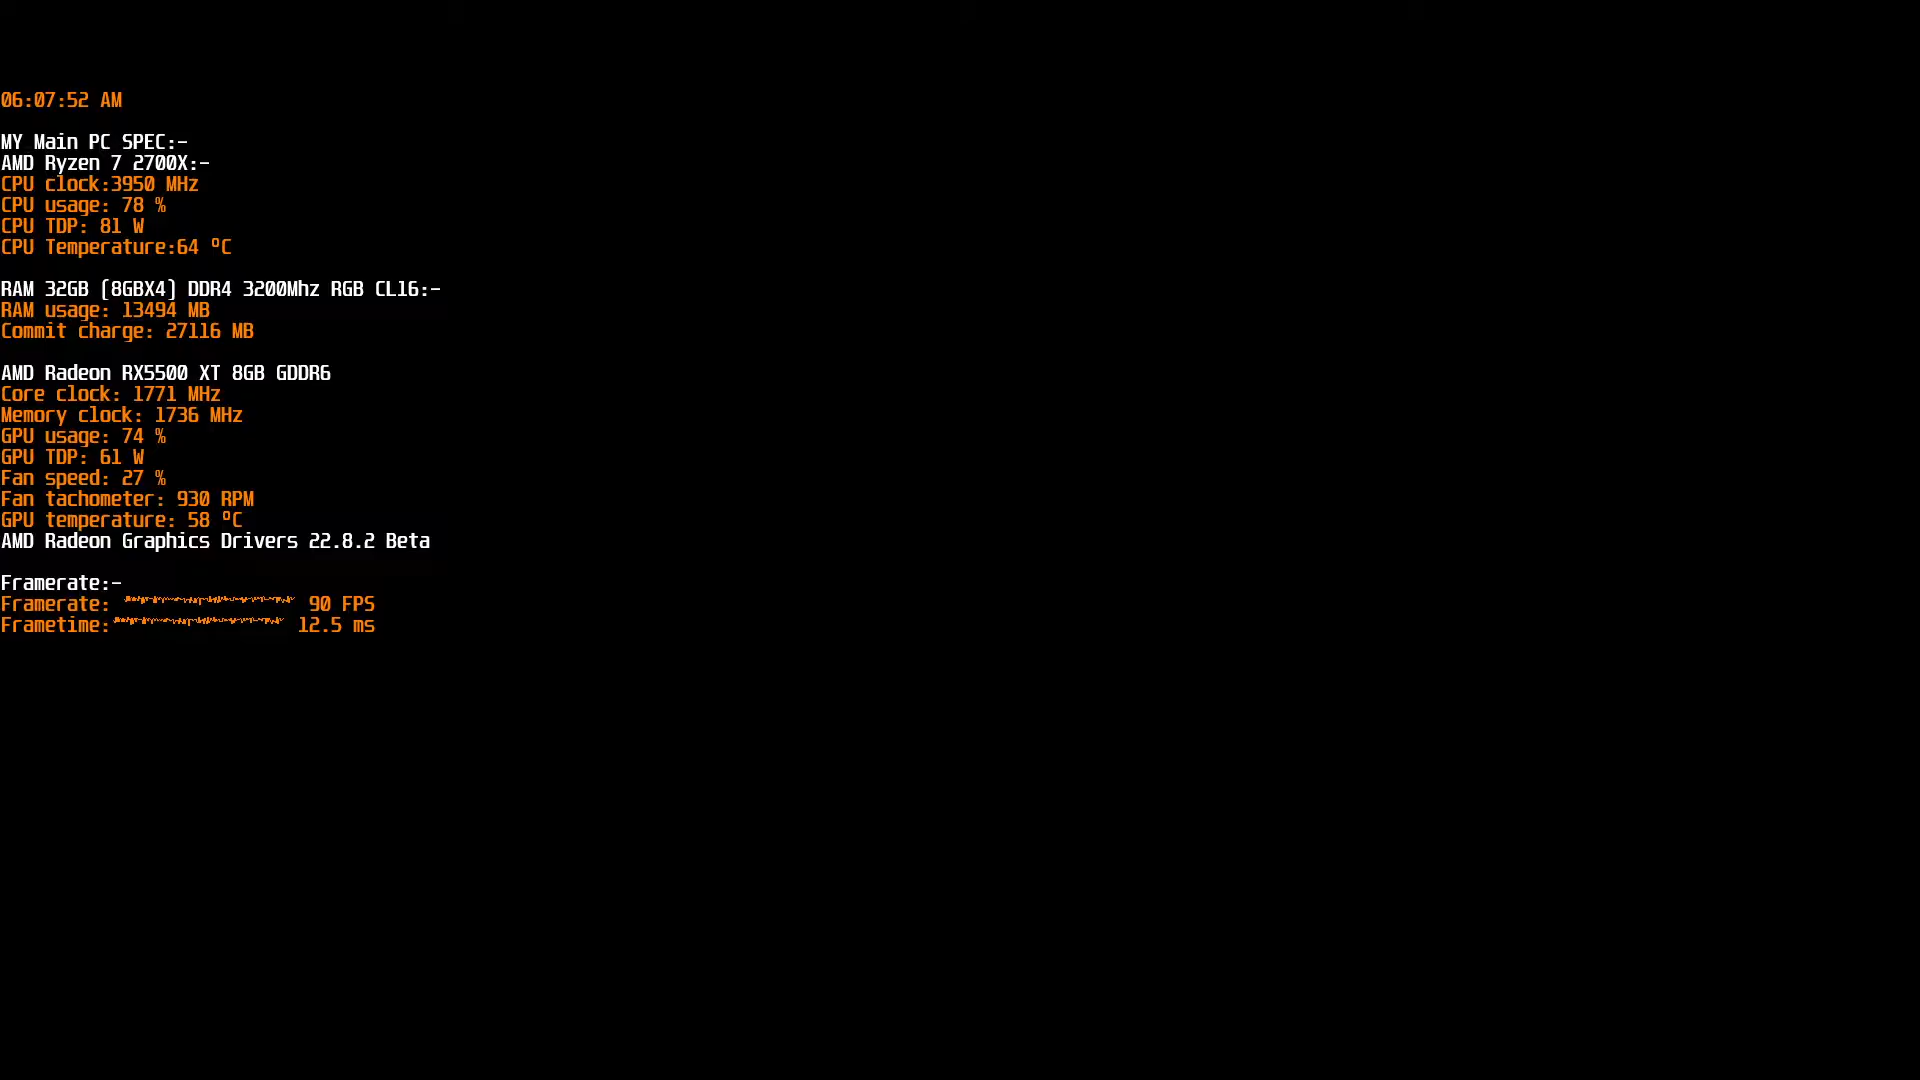 06:07:52 AM
MY Main PC SPEC:-
AMD Ryzen 7 2700X:-
CPU clock:3950 MHz
CPU usage: 78 %
CPU TDP: 81 W
CPU Temperature:64 ºC
RAM 32GB (8GBX4) DDR4 3200Mhz RGB CL16:-
RAM usage: 13494 MB
Commit charge: 27116 MB
AMD Radeon RX5500 XT 8GB GDDR6
Core clock: 1771 MHz
Memory clock: 1736 MHz
GPU usage: 74 %
GPU TDP: 61 W
Fan speed: 27 %
Fan tachometer: 930 RPM
GPU temperature: 58 ºC
AMD Radeon Graphics Drivers 22.8.2 Beta
Framerate:-
Framerate: 90 FPS
Frametime: 12.5 ms